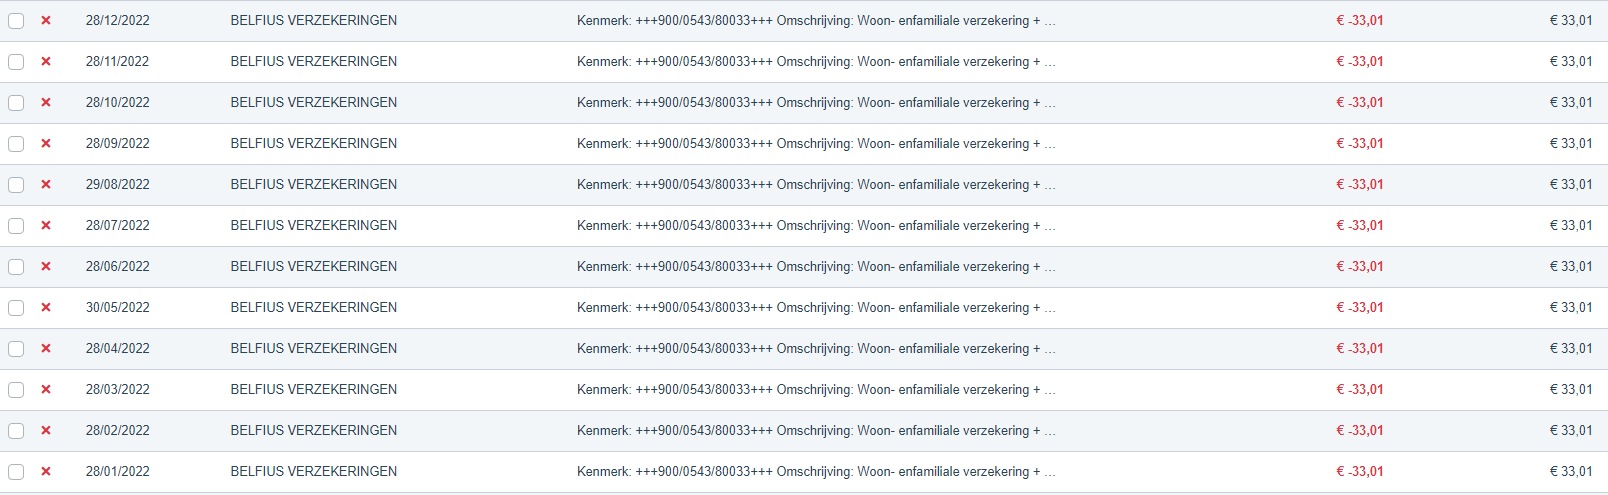 28/12/2022 BELFIUS VERZEKERINGEN Kenmerk: +++900/0543/80033+++ Omschrijving: Woon- enfamiliale verzekering + ... € -33,01 € 33,01
28/11/2022 BELFIUS VERZEKERINGEN Kenmerk: +++900/0543/80033+++ Omschrijving: Woon- enfamiliale verzekering + ... € -33,01 € 33,01
28/10/2022 BELFIUS VERZEKERINGEN Kenmerk: +++900/0543/80033+++ Omschrijving: Woon- enfamiliale verzekering + ... € -33,01 € 33,01
28/09/2022 BELFIUS VERZEKERINGEN Kenmerk: +++900/0543/80033+++ Omschrijving: Woon- enfamiliale verzekering + ... € -33,01 € 33,01
29/08/2022 BELFIUS VERZEKERINGEN Kenmerk: +++900/0543/80033+++ Omschrijving: Woon- enfamiliale verzekering + ... € -33,01 € 33,01
28/07/2022 BELFIUS VERZEKERINGEN Kenmerk: +++900/0543/80033+++ Omschrijving: Woon- enfamiliale verzekering + ... € -33,01 € 33,01
28/06/2022 BELFIUS VERZEKERINGEN Kenmerk: +++900/0543/80033+++ Omschrijving: Woon- enfamiliale verzekering + ... € -33,01 € 33,01
30/05/2022 BELFIUS VERZEKERINGEN Kenmerk: +++900/0543/80033+++ Omschrijving: Woon- enfamiliale verzekering + ... € -33,01 € 33,01
28/04/2022 BELFIUS VERZEKERINGEN Kenmerk: +++900/0543/80033+++ Omschrijving: Woon- enfamiliale verzekering + ... € -33,01 € 33,01
28/03/2022 BELFIUS VERZEKERINGEN Kenmerk: +++900/0543/80033+++ Omschrijving: Woon- enfamiliale verzekering + ... € -33,01 € 33,01
28/02/2022 BELFIUS VERZEKERINGEN Kenmerk: +++900/0543/80033+++ Omschrijving: Woon- enfamiliale verzekering + ... € -33,01 € 33,01
28/01/2022 BELFIUS VERZEKERINGEN Kenmerk: +++900/0543/80033+++ Omschrijving: Woon- enfamiliale verzekering + ... € -33,01 € 33,01